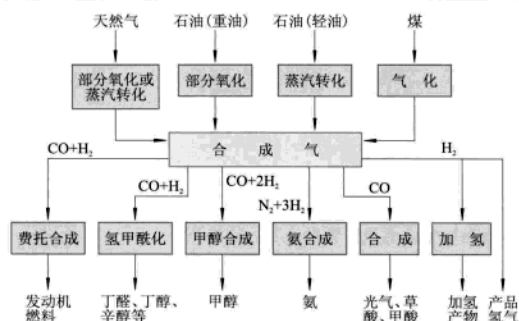 天然气 石油(重油) 石油(轻油) 煤
部分氧化或
蒸汽转化
部分氧化
蒸汽转化
气化
合成气
CO+H₂
CO+H₂
CO+2H₂
N₂+3H₂
CO
H₂
费托合成 氢甲酰化 甲醇合成 氨合成 合成 加氢
发动机
燃料
丁醛、丁醇、
辛醇等
甲醇
氨
光气、草
酸、甲酸
加氢
产物
产品
氢气